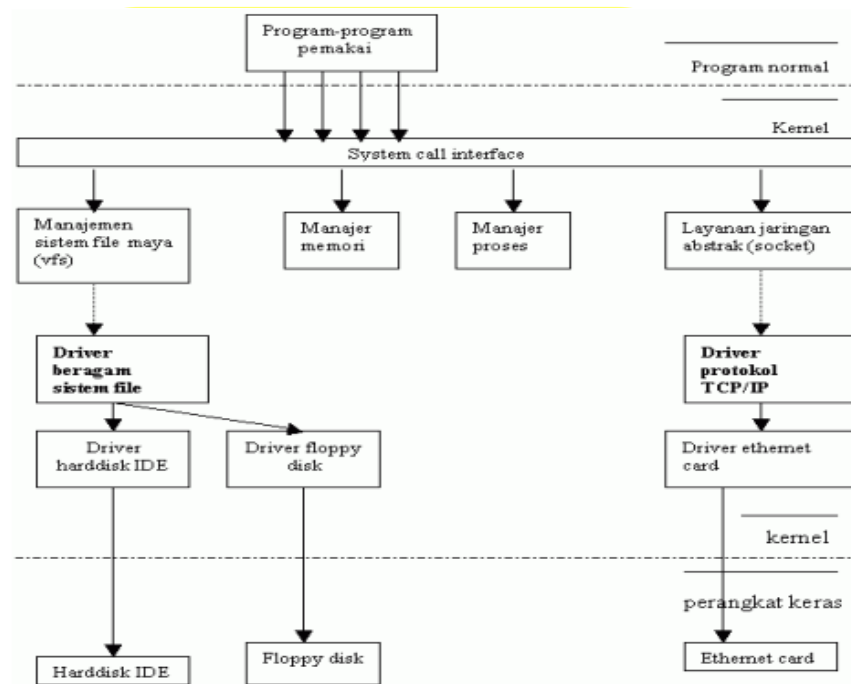 Program-program
pemakai
Program normal
Kernel
System call interface
Manajemen
sistem file maya
(vfs)
Manajer
memori
Manajer
proses
Layanan jaringan
abstrak (socket)
Driver
beragam
sistem file
Driver
protokol
TCP/IP
Driver
harddisk IDE
Driver floppy
disk
Driver ethernet
card
kernel
perangkat keras
Harddisk IDE
Floppy disk
Ethernet card